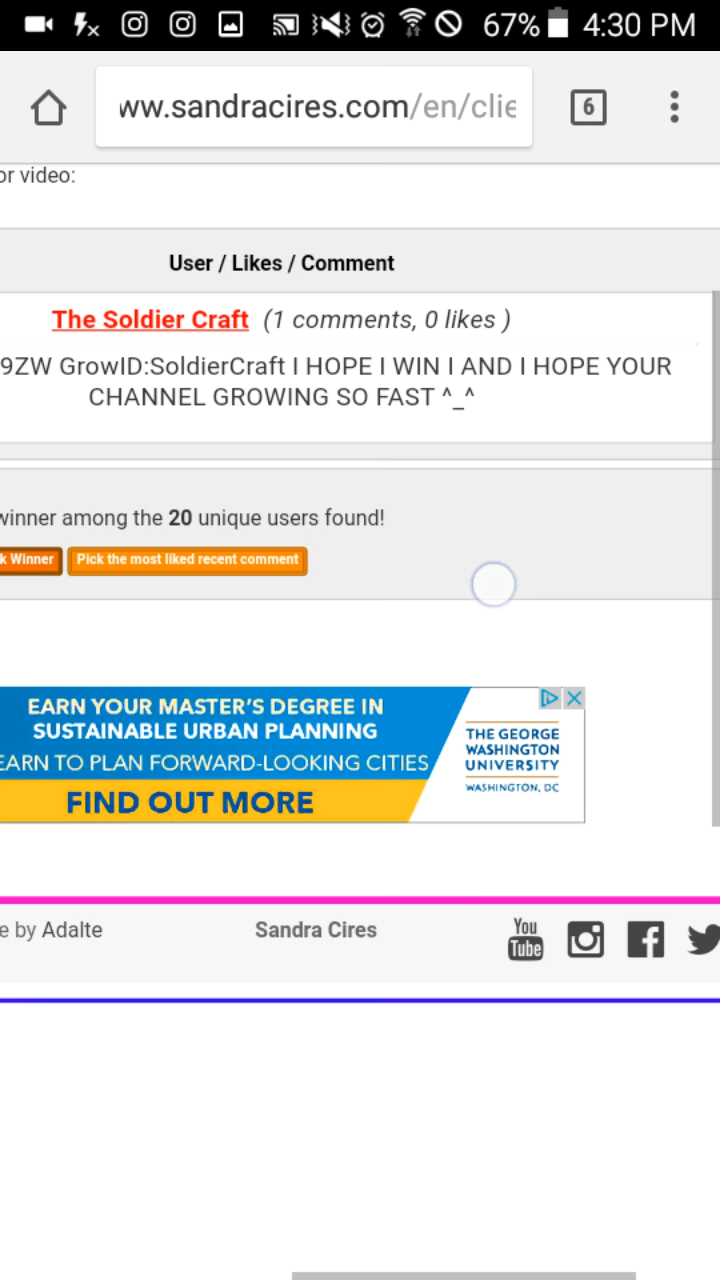 67% 4:30 PM
ww.sandracires.com/en/clie 6
or video:
User / Likes / Comment
The Soldier Craft (1 comments, 0 likes )
9ZW GrowID:SoldierCraft I HOPE I WIN I AND I HOPE YOUR
CHANNEL GROWING SO FAST ^_^
winner among the 20 unique users found!
k Winner Pick the most liked recent comment
EARN YOUR MASTER'S DEGREE IN
SUSTAINABLE URBAN PLANNING
EARN TO PLAN FORWARD-LOOKING CITIES
FIND OUT MORE
THE GEORGE
WASHINGTON
UNIVERSITY
WASHINGTON, DC
e by Adalte Sandra Cires You
Tube